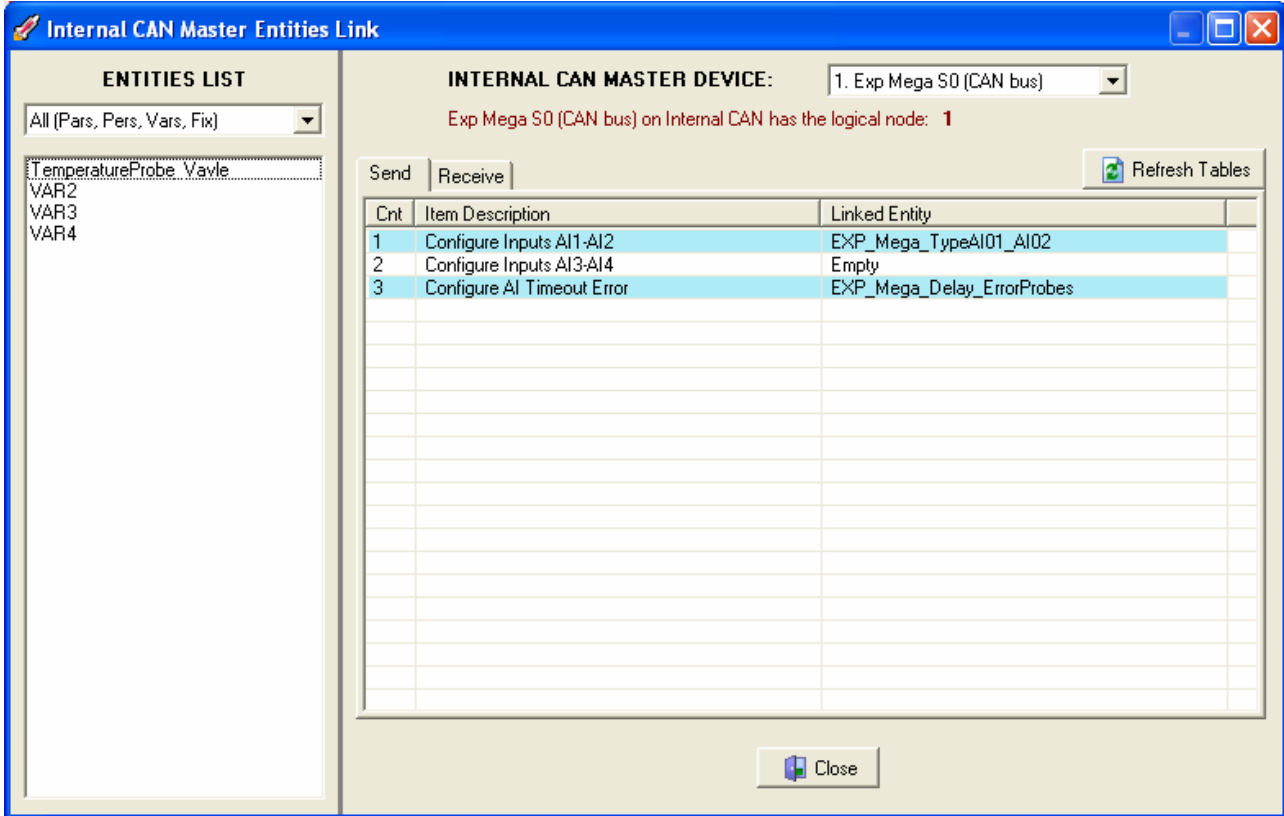 Internal CAN Master Entities Link
ENTITIES LIST
All (Pars, Pers, Vars, Fix)
TemperatureProbe_Vavle
VAR2
VAR3
VAR4
INTERNAL CAN MASTER DEVICE:
1. Exp Mega S0 (CAN bus)
Exp Mega S0 (CAN bus) on Internal CAN has the logical node: 1
Send Receive
Refresh Tables
Cnt Item Description Linked Entity
1 Configure Inputs AI1-AI2 EXP_Mega_TypeAI01_AI02
2 Configure Inputs AI3-AI4 Empty
3 Configure AI Timeout Error EXP_Mega_Delay_ErrorProbes
Close